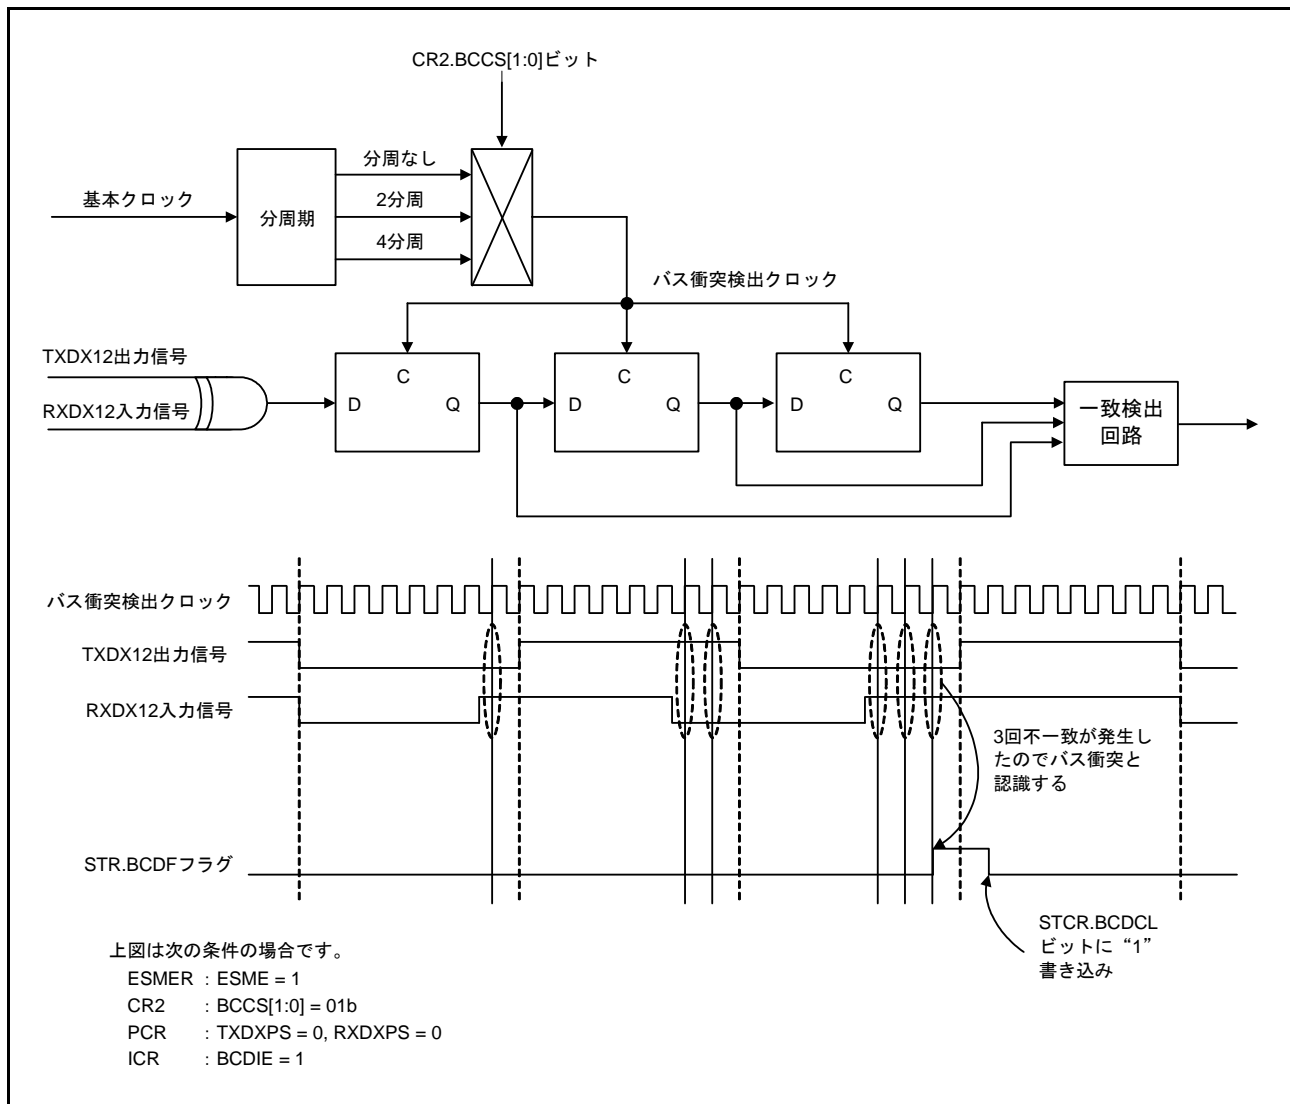 CR2.BCCS[1:0]ビット
分周なし
基本クロック
分周期
2分周
4分周
バス衝突検出クロック
TXDX12出力信号
RXDX12入力信号
C
D
Q
C
D
Q
C
D
Q
一致検出
回路
バス衝突検出クロック
TXDX12出力信号
RXDX12入力信号
3回不一致が発生し
たのでバス衝突と
認識する
STR.BCDFフラグ
STCR.BCDCL
ビットに“1”
書き込み
上図は次の条件の場合です。
ESMER : ESME = 1
CR2 : BCCS[1:0] = 01b
PCR : TXDXPS = 0, RXDXPS = 0
ICR : BCDIE = 1